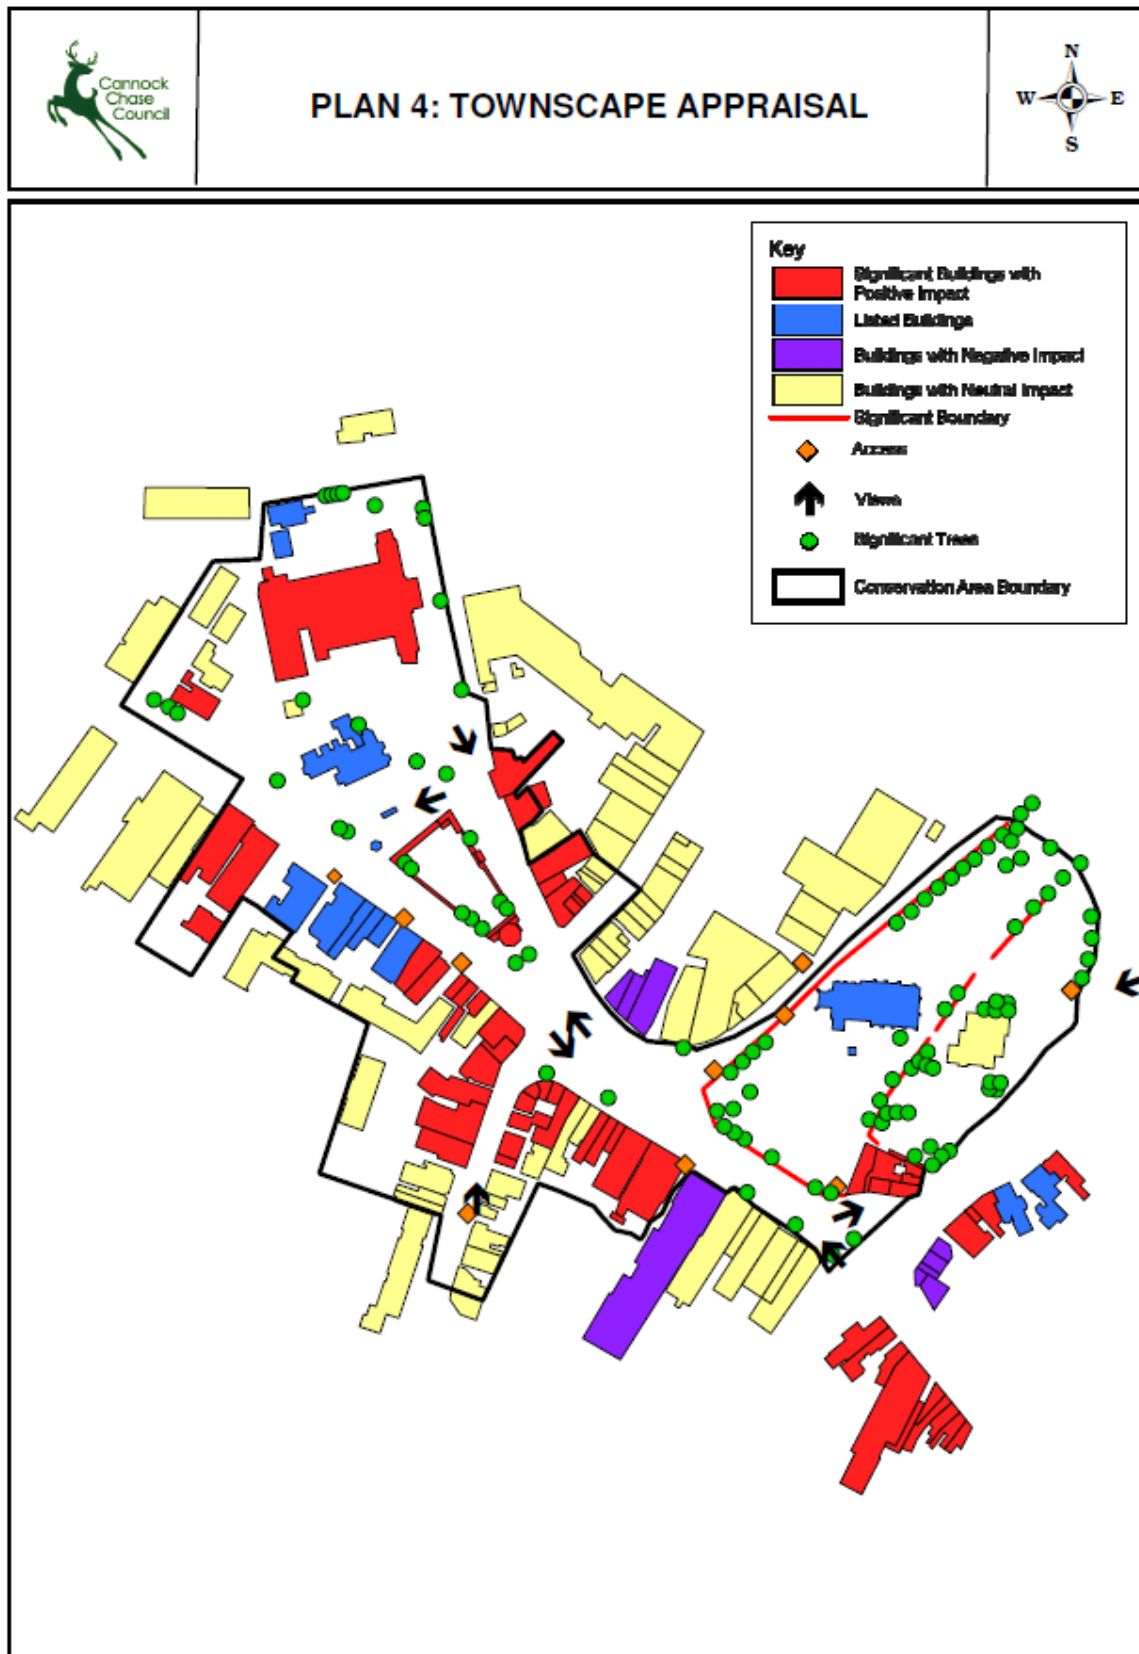 Cannock
Chase
Council
PLAN 4: TOWNSCAPE APPRAISAL
N
W
E
S
Key
Significant Buildings with
Positive Impact
Listed Buildings
Buildings with Negative Impact
Buildings with Neutral Impact
Significant Boundary
Access
Views
Significant Trees
Conservation Area Boundary